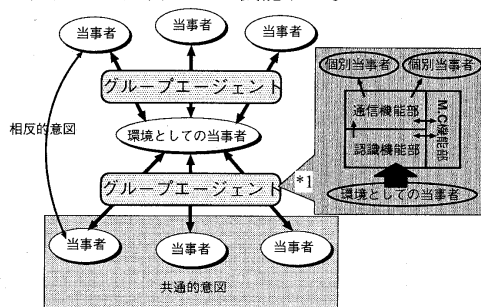 当事者 当事者 当事者
グループエージェント
相反的意図
環境としての当事者
グループエージェント
*1
当事者 当事者 当事者
共通的意図
個別当事者 個別当事者
通信機能部
M.C機能部
認識機能部
環境としての当事者